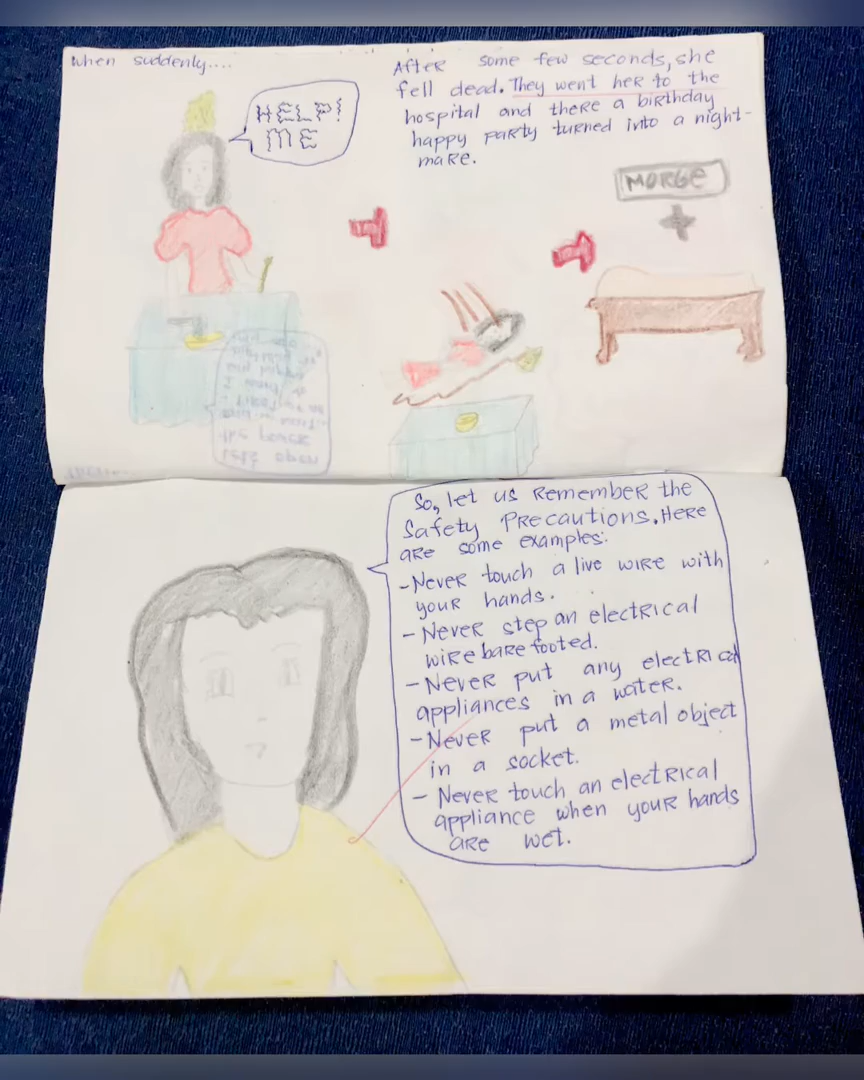 When suddenly....
HELP!
ME
After some few seconds, she
fell dead. They went her to the
hospital and there a birthday
happy party turned into a night-
mare.
MORGE
So, let us remember the
Safety Precautions. Here
are some examples:
-Never touch a live wire with
your hands.
-Never step an electrical
wire bare footed.
-Never put any electrical
appliances in a water.
-Never put a metal object
in a socket.
- Never touch an electrical
appliance when your hands
are wet.